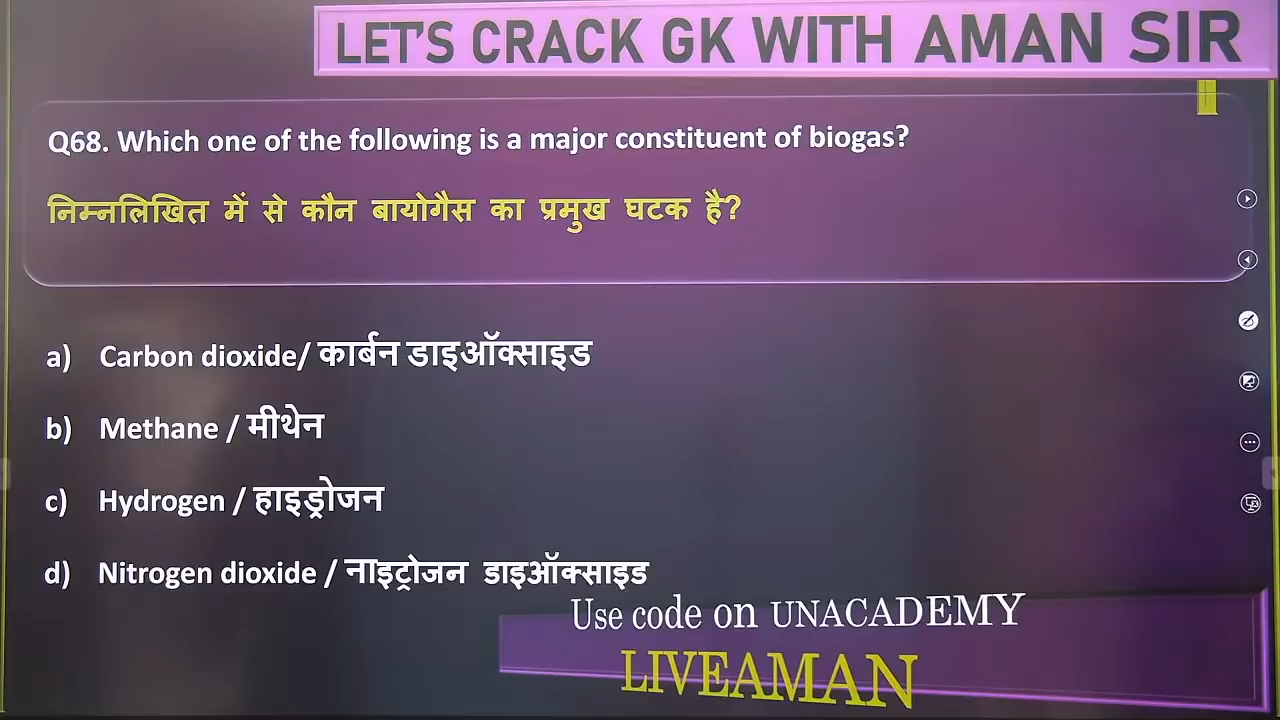 LET'S CRACK GK WITH AMAN SIR
Q68. Which one of the following is a major constituent of biogas?
निम्नलिखित में से कौन बायोगैस का प्रमुख घटक है?
a) Carbon dioxide/ कार्बन डाइऑक्साइड
b) Methane / मीथेन
c) Hydrogen / हाइड्रोजन
d) Nitrogen dioxide / नाइट्रोजन डाइऑक्साइड
Use code on UNACADEMY
LIVEAMAN